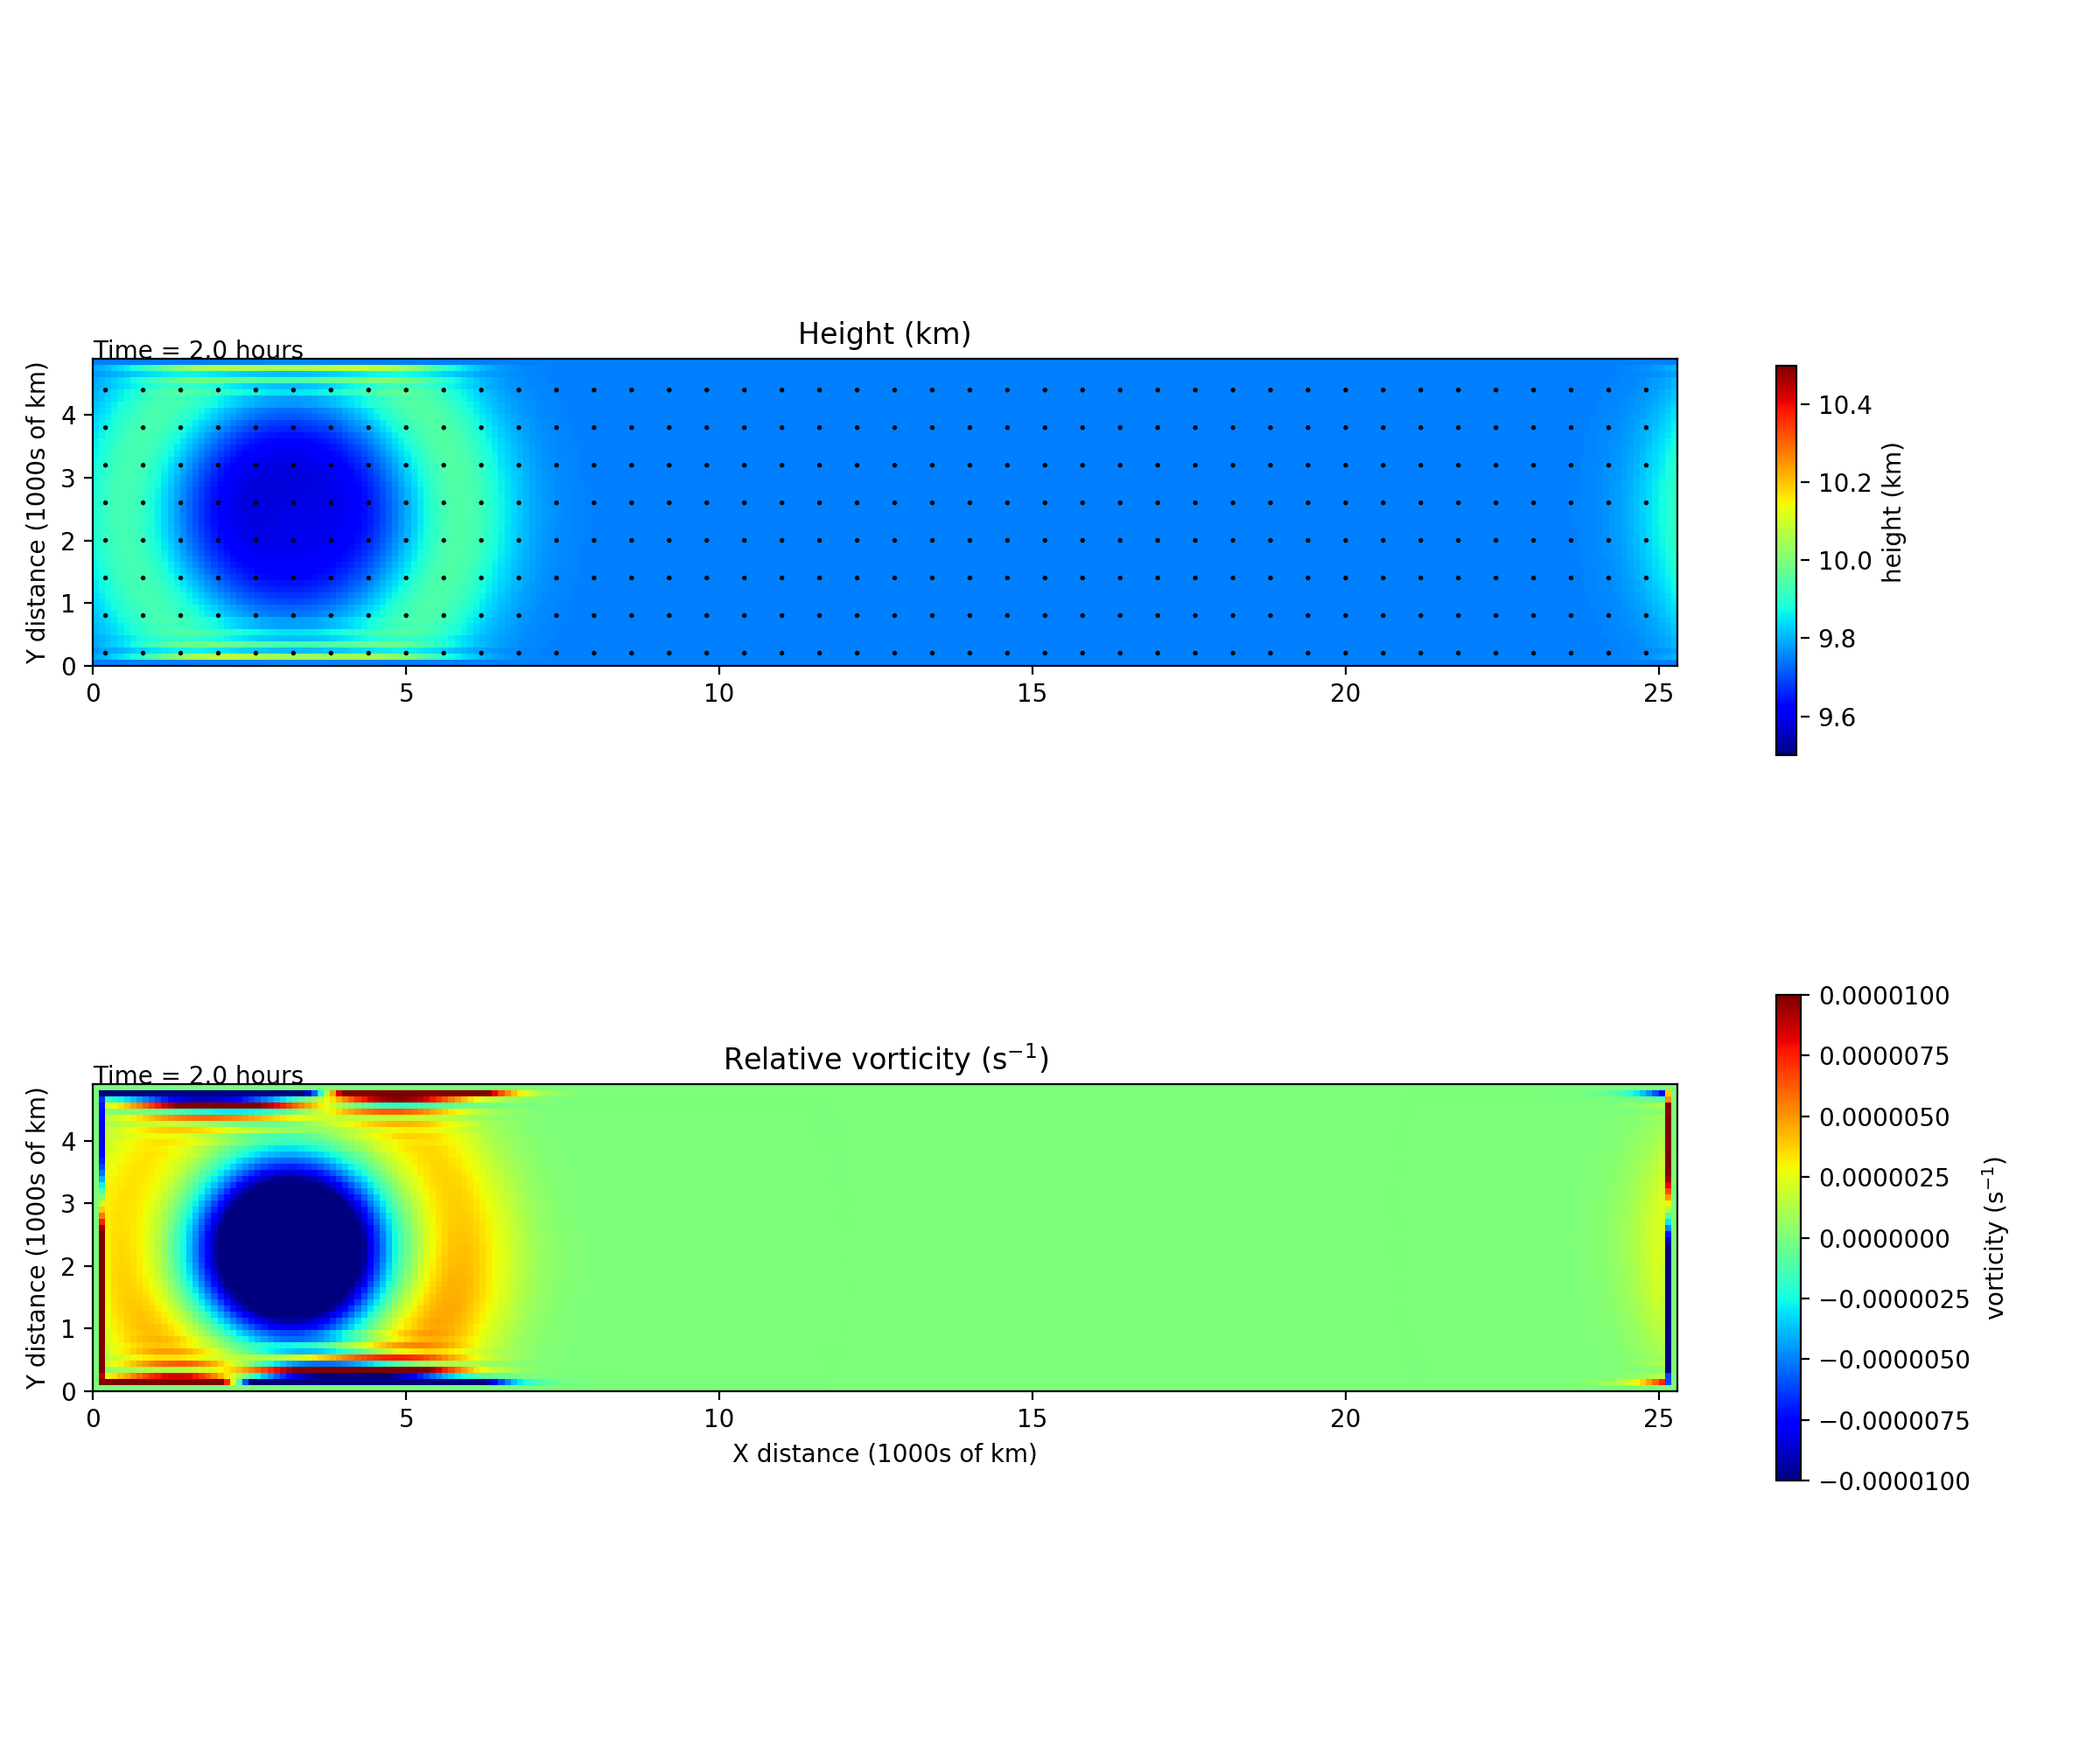 Height (km)
Time = 2.0 hours
Y distance (1000s of km)
4
3
2
1
0
0 5 10 15 20 25
10.4
10.2
10.0
9.8
9.6
height (km)
Relative vorticity (s⁻¹)
Time = 2.0 hours
Y distance (1000s of km)
4
3
2
1
0
0 5 10 15 20 25
X distance (1000s of km)
0.0000100
0.0000075
0.0000050
0.0000025
0.0000000
−0.0000025
−0.0000050
−0.0000075
−0.0000100
vorticity (s⁻¹)